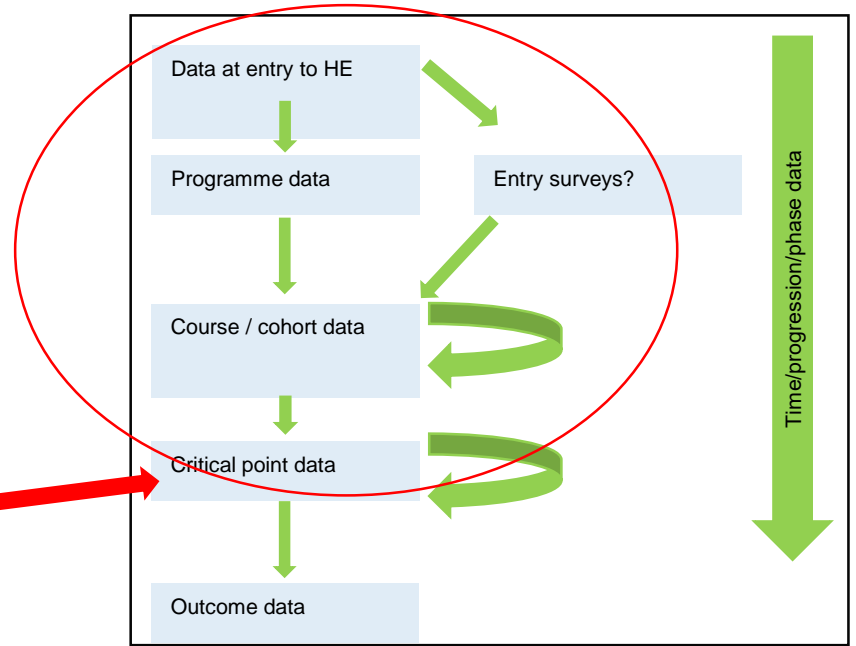 Data at entry to HE
Programme data
Entry surveys?
Course / cohort data
Critical point data
Outcome data
Time/progression/phase data